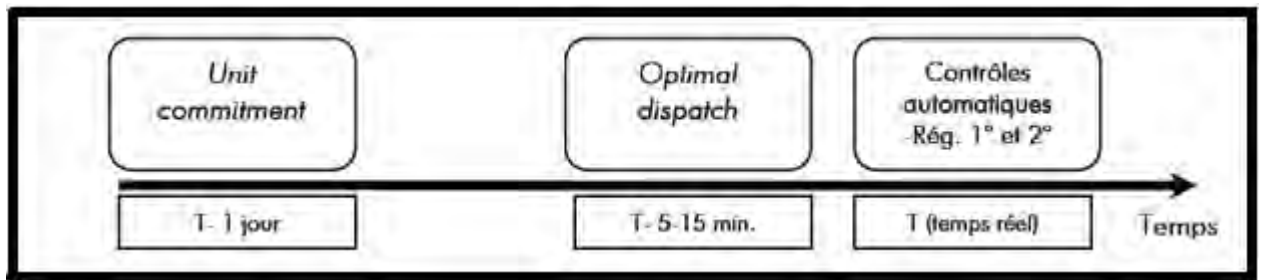 Unit
commitment
Optimal
dispatch
Contrôles
automatiques
Rég. 1° et 2°
T- 1 jour
T- 5-15 min.
T (temps réel)
Temps